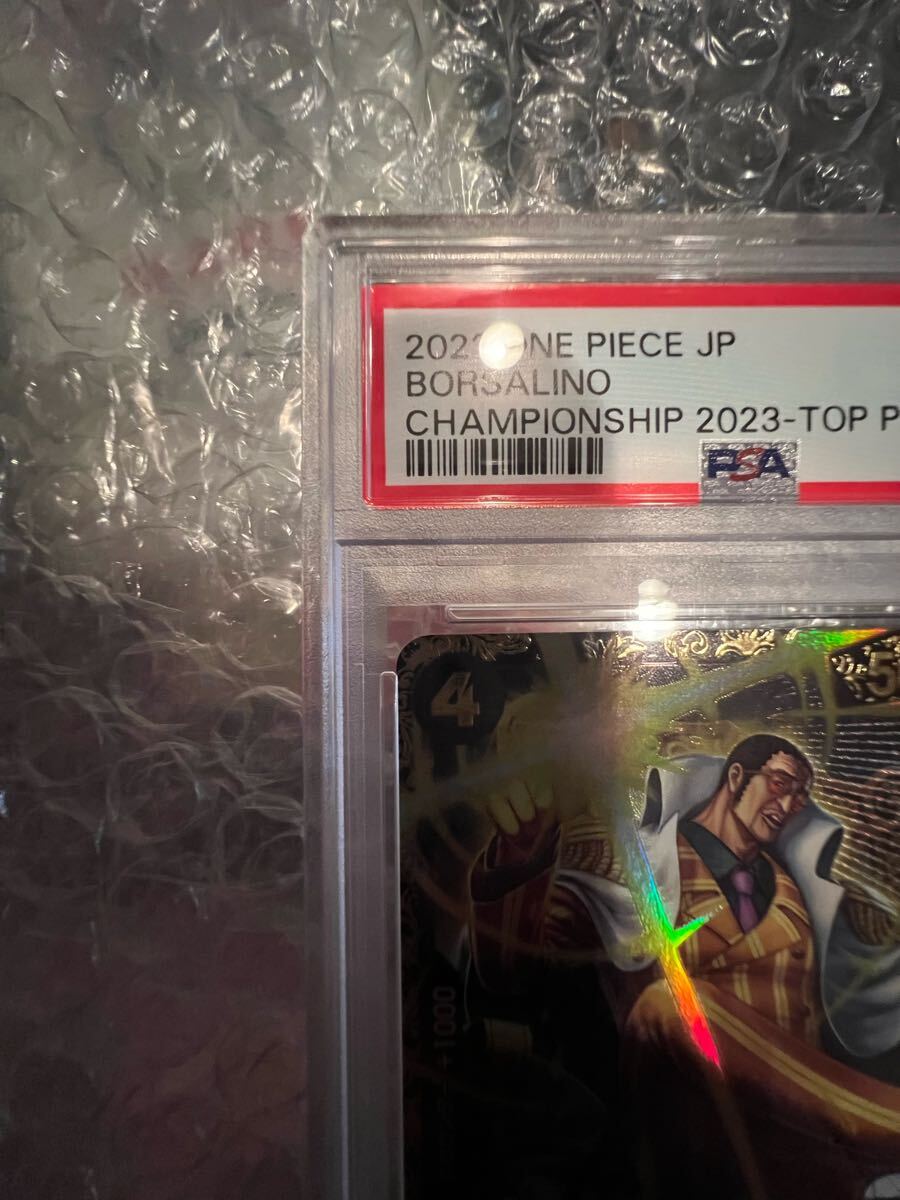 ONE PIECE JP
BORSALINO
CHAMPIONSHIP 2023-TOP P
PSA
4
5
+1000